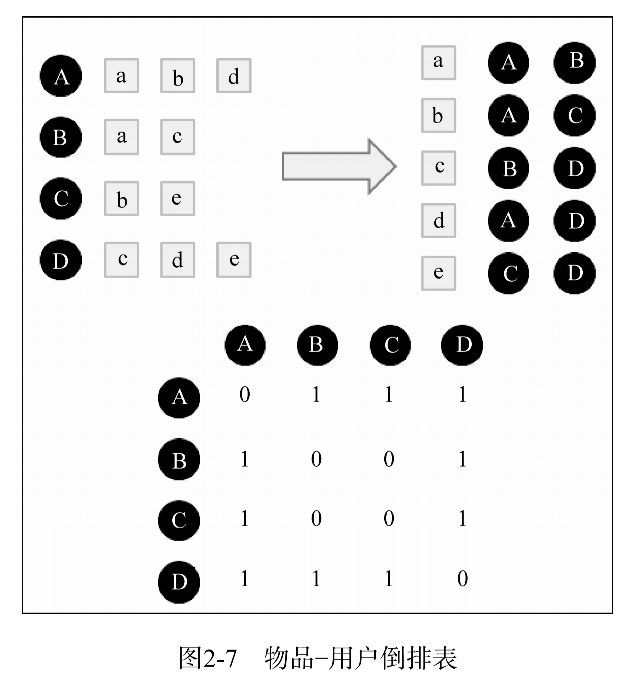 A a b d
B a c
C b e
D c d e
a A B
b A C
c B D
d A D
e C D
A B C D
A 0 1 1 1
B 1 0 0 1
C 1 0 0 1
D 1 1 1 0
图2-7 物品-用户倒排表